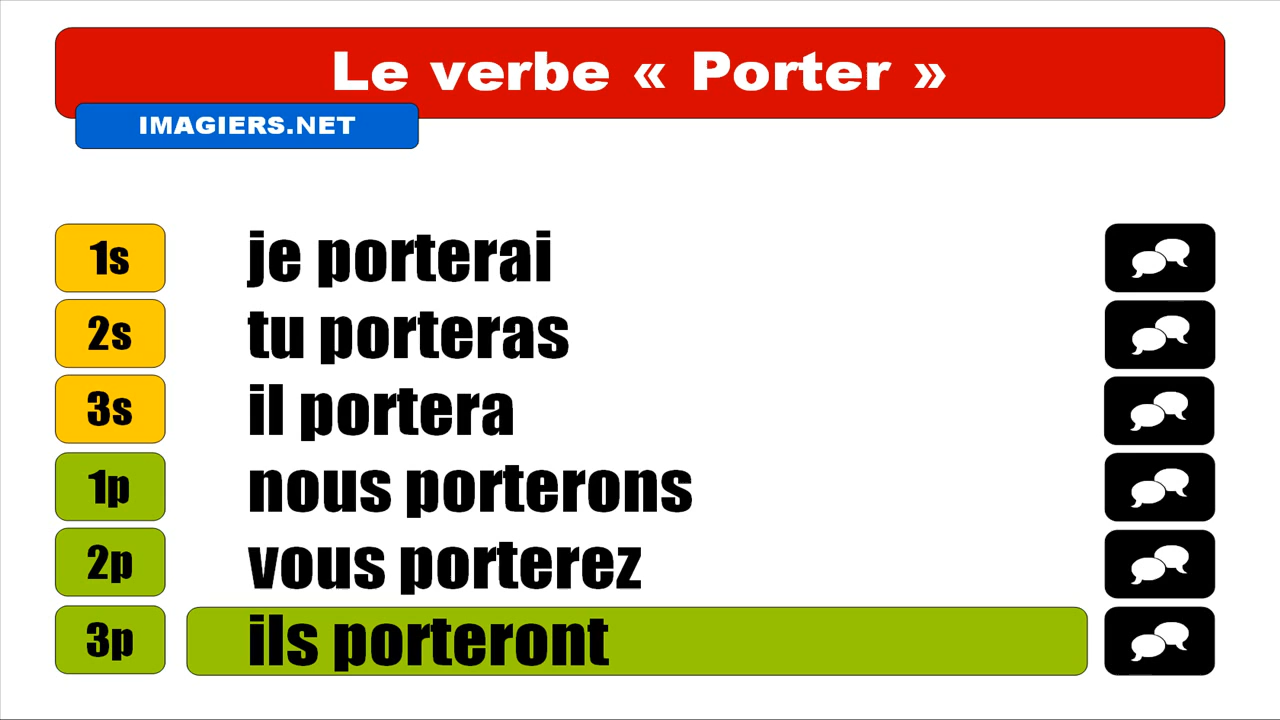 Le verbe « Porter »
IMAGIERS.NET
1s je porterai
2s tu porteras
3s il portera
1p nous porterons
2p vous porterez
3p ils porteront